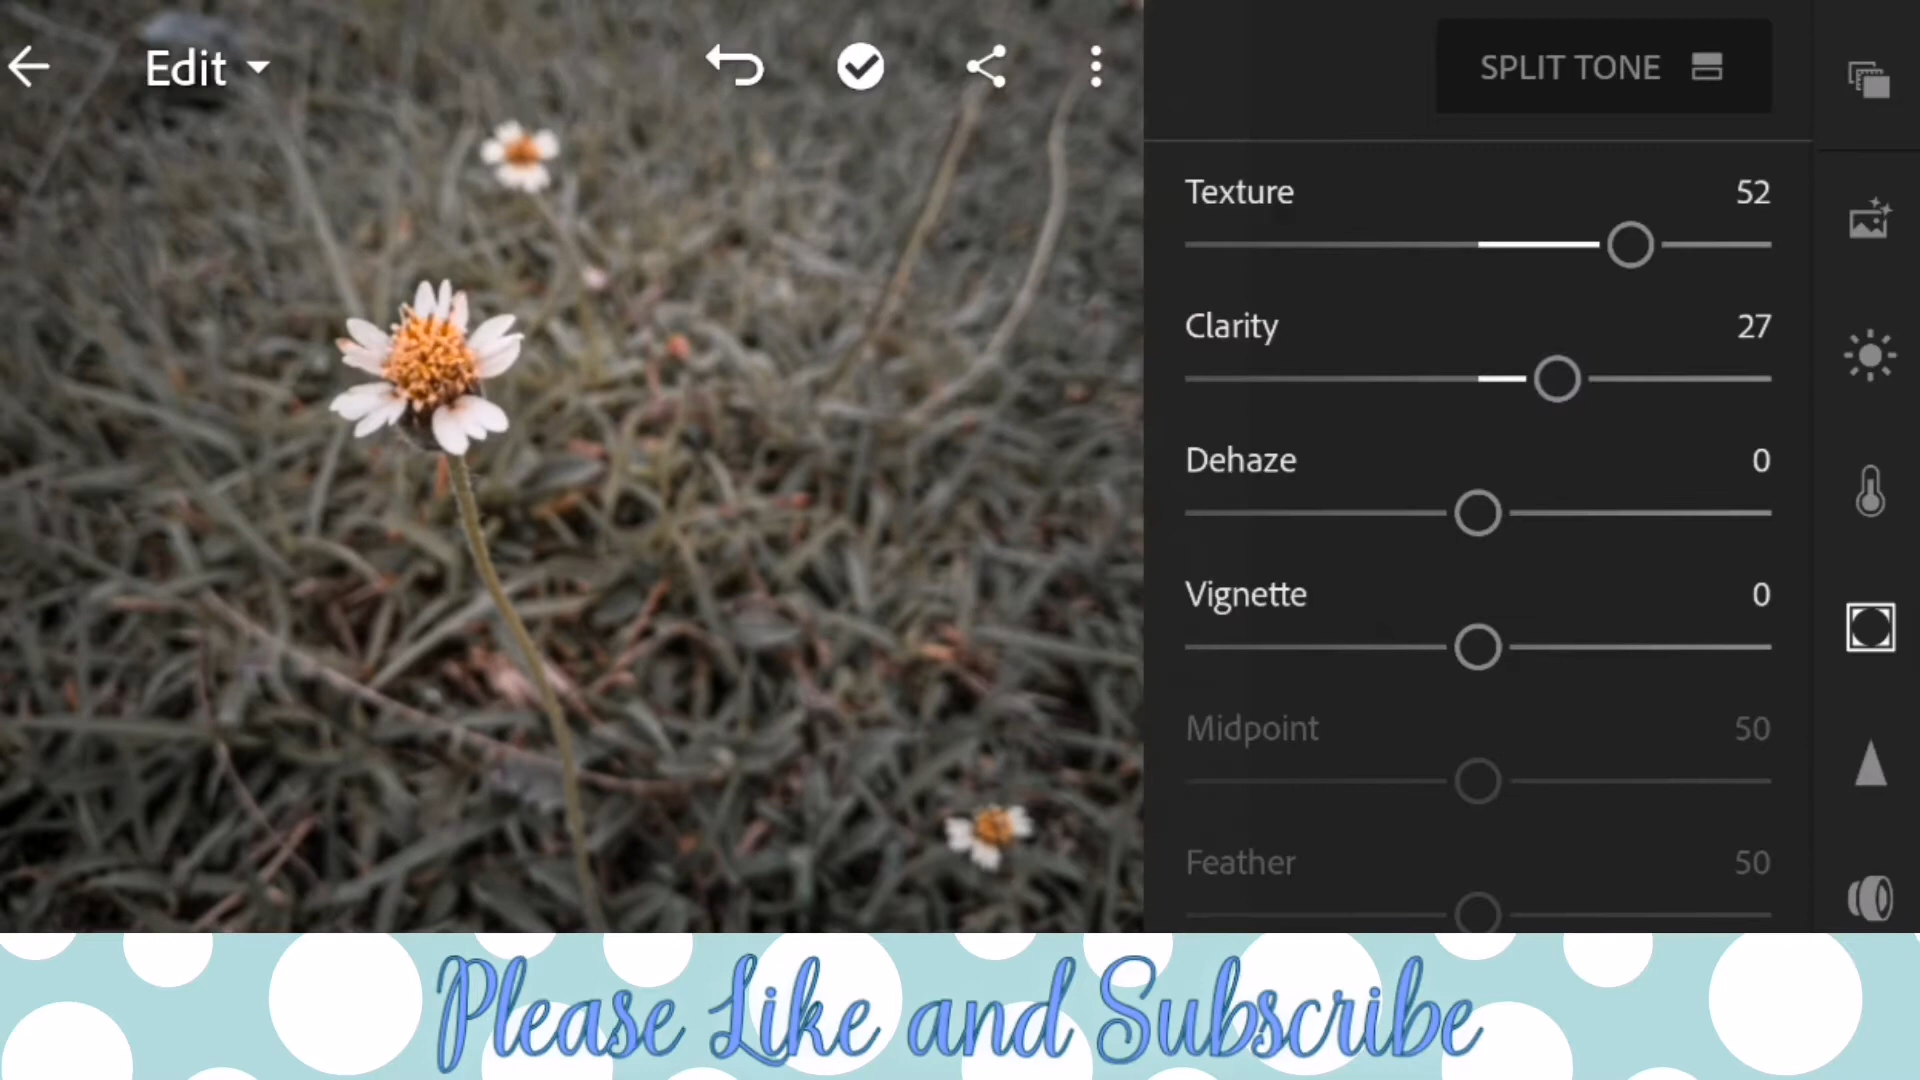 Edit
SPLIT TONE
Texture 52
Clarity 27
Dehaze 0
Vignette 0
Midpoint 50
Feather 50
Please Like and Subscribe